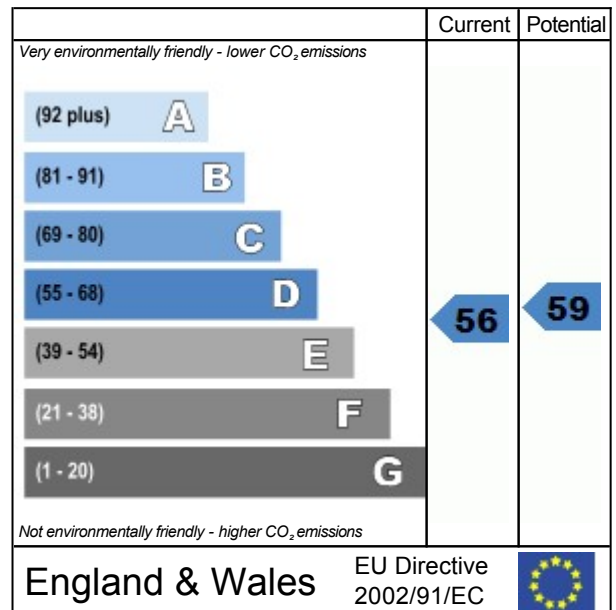 Current Potential
Very environmentally friendly - lower CO₂ emissions
(92 plus) A
(81 - 91) B
(69 - 80) C
(55 - 68) D
(39 - 54) E
(21 - 38) F
(1 - 20) G
56
59
Not environmentally friendly - higher CO₂ emissions
England & Wales
EU Directive
2002/91/EC